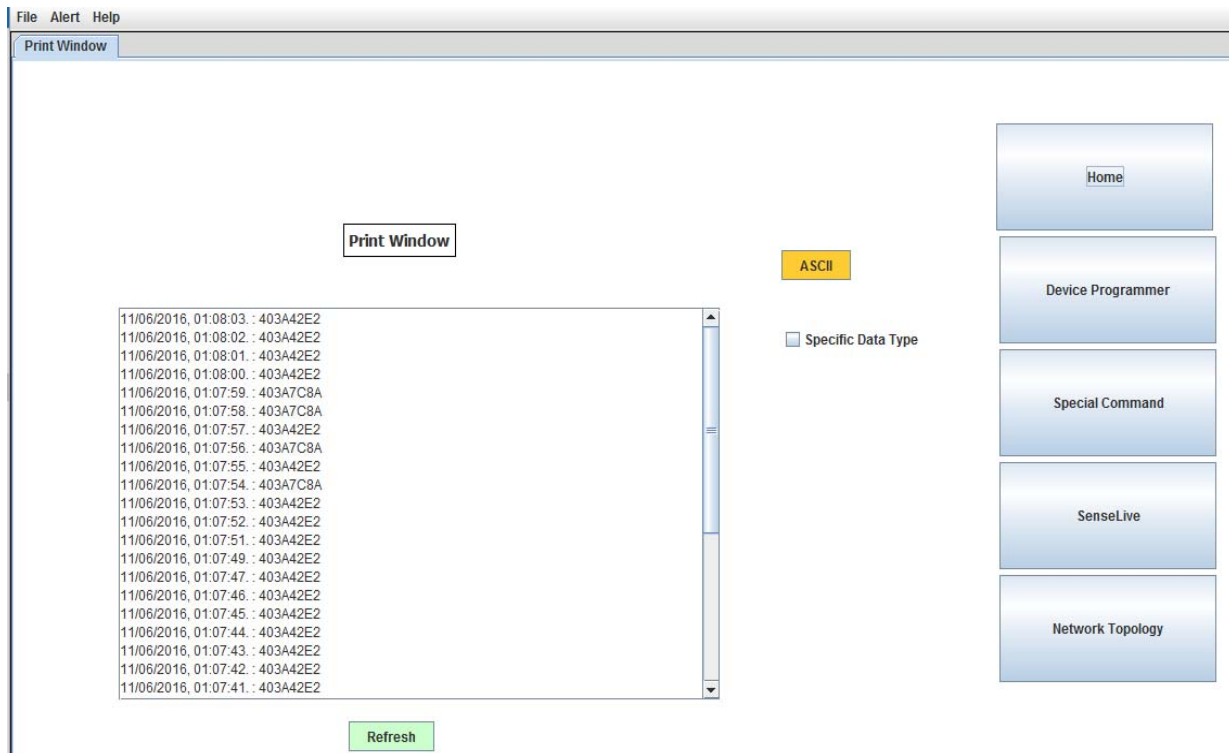 File Alert Help
Print Window
Print Window
11/06/2016, 01:08:03. : 403A42E2
11/06/2016, 01:08:02. : 403A42E2
11/06/2016, 01:08:01. : 403A42E2
11/06/2016, 01:08:00. : 403A42E2
11/06/2016, 01:07:59. : 403A7C8A
11/06/2016, 01:07:58. : 403A7C8A
11/06/2016, 01:07:57. : 403A42E2
11/06/2016, 01:07:56. : 403A7C8A
11/06/2016, 01:07:55. : 403A42E2
11/06/2016, 01:07:54. : 403A7C8A
11/06/2016, 01:07:53. : 403A42E2
11/06/2016, 01:07:52. : 403A42E2
11/06/2016, 01:07:51. : 403A42E2
11/06/2016, 01:07:49. : 403A42E2
11/06/2016, 01:07:47. : 403A42E2
11/06/2016, 01:07:46. : 403A42E2
11/06/2016, 01:07:45. : 403A42E2
11/06/2016, 01:07:44. : 403A42E2
11/06/2016, 01:07:43. : 403A42E2
11/06/2016, 01:07:42. : 403A42E2
11/06/2016, 01:07:41. : 403A42E2
Refresh
ASCII
Specific Data Type
Home
Device Programmer
Special Command
SenseLive
Network Topology